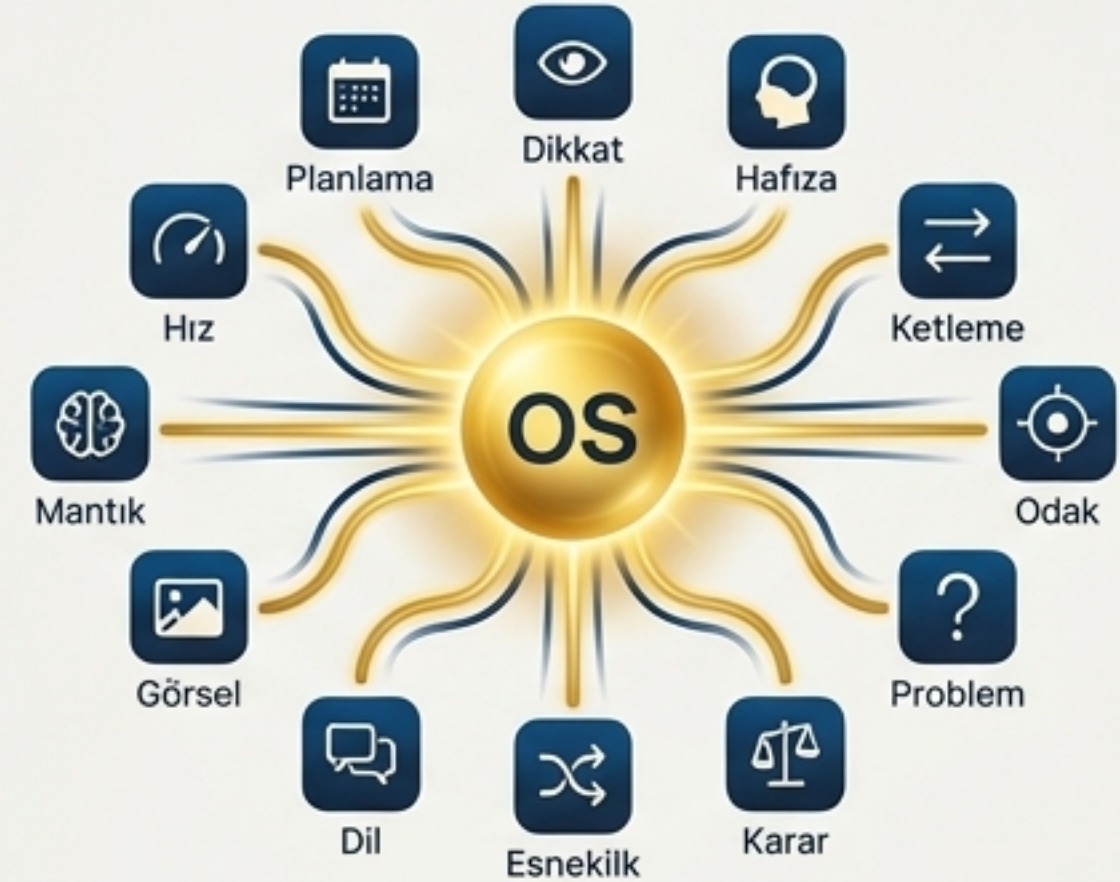 Dikkat
Planlama
Hafıza
Hız
Ketleme
OS
Mantık
Odak
Görsel
Problem
Dil
Esnekilk
Karar